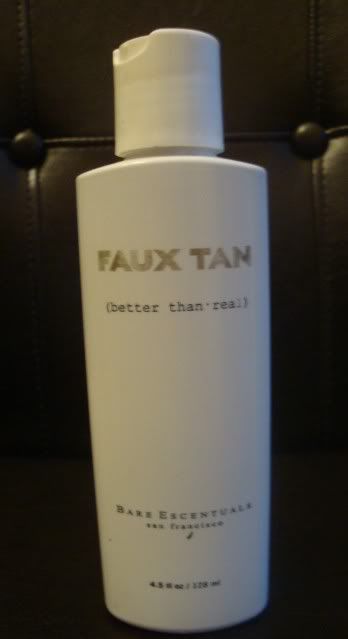 FAUX TAN
(better than·real)
BARE ESCENTUALS
san francisco
4.5 fl oz / 128 ml